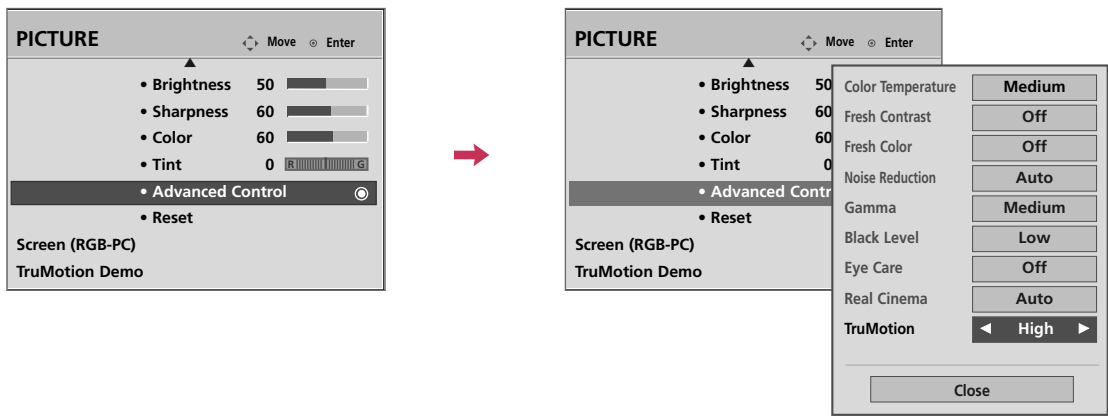 PICTURE
Move Enter
• Brightness 50
• Sharpness 60
• Color 60
• Tint 0 R G
• Advanced Control
• Reset
Screen (RGB-PC)
TruMotion Demo
PICTURE
Move Enter
• Brightness 50
• Sharpness 60
• Color 60
• Tint 0
• Advanced Contr
• Reset
Screen (RGB-PC)
TruMotion Demo
Color Temperature Medium
Fresh Contrast Off
Fresh Color Off
Noise Reduction Auto
Gamma Medium
Black Level Low
Eye Care Off
Real Cinema Auto
TruMotion ◄ High ►
Close